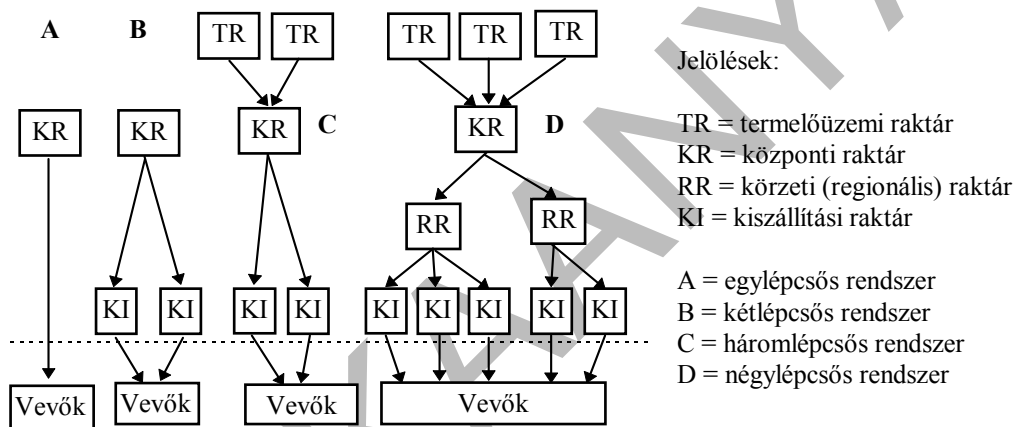 A B TR TR TR TR TR
KR KR KR C KR D
RR RR
KI KI KI KI KI KI KI KI KI
Vevők Vevők Vevők Vevők
Jelölések:
TR = termelőüzemi raktár
KR = központi raktár
RR = körzeti (regionális) raktár
KI = kiszállítási raktár
A = egylépcsős rendszer
B = kétlépcsős rendszer
C = háromlépcsős rendszer
D = négylépcsős rendszer